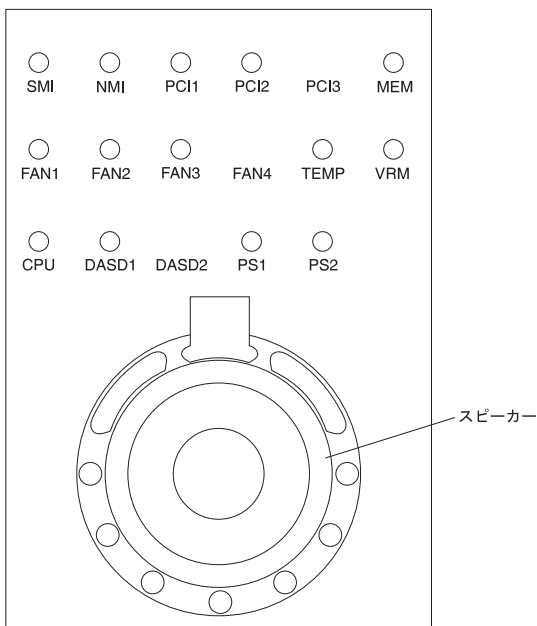 SMI NMI PCI1 PCI2 PCI3 MEM
FAN1 FAN2 FAN3 FAN4 TEMP VRM
CPU DASD1 DASD2 PS1 PS2
スピーカー